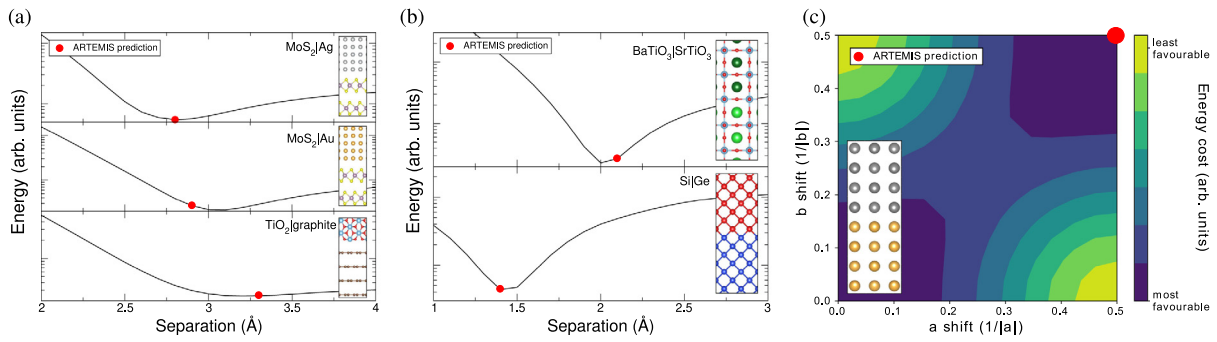 (a)
ARTEMIS prediction
MoS₂|Ag
MoS₂|Au
TiO₂|graphite
Energy (arb. units)
2 2.5 3 3.5 4
Separation (Å)
(b)
ARTEMIS prediction
BaTiO₃|SrTiO₃
Si|Ge
Energy (arb. units)
1 1.5 2 2.5 3
Separation (Å)
(c)
ARTEMIS prediction
b shift (1/|b|)
0.5
0.4
0.3
0.2
0.1
0.0
0.0 0.1 0.2 0.3 0.4 0.5
a shift (1/|a|)
least
favourable
most
favourable
Energy cost (arb. units)